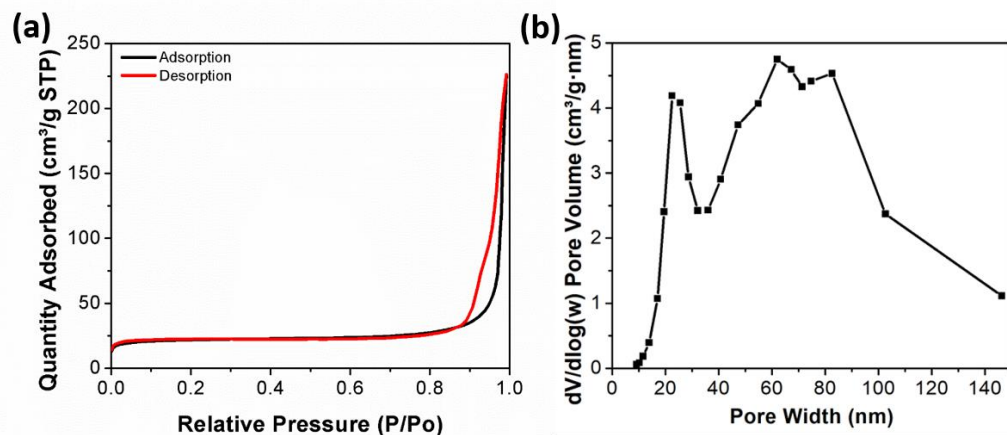 (a)
Quantity Adsorbed (cm³/g STP)
250
200
150
100
50
0
Adsorption
Desorption
0.0 0.2 0.4 0.6 0.8 1.0
Relative Pressure (P/Po)
(b)
dV/dlog(w) Pore Volume (cm³/g·nm)
5
4
3
2
1
0
0 20 40 60 80 100 120 140
Pore Width (nm)